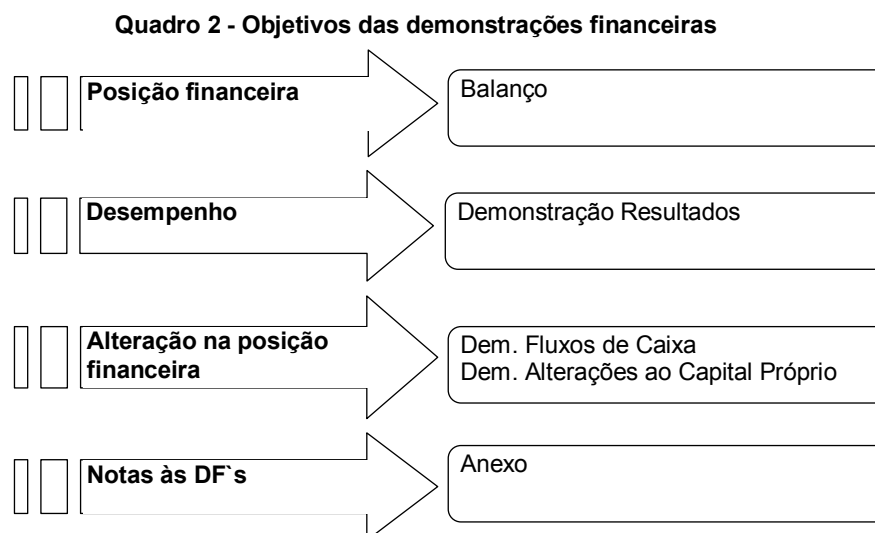 Quadro 2 - Objetivos das demonstrações financeiras
Posição financeira
Balanço
Desempenho
Demonstração Resultados
Alteração na posição
financeira
Dem. Fluxos de Caixa
Dem. Alterações ao Capital Próprio
Notas às DF`s
Anexo